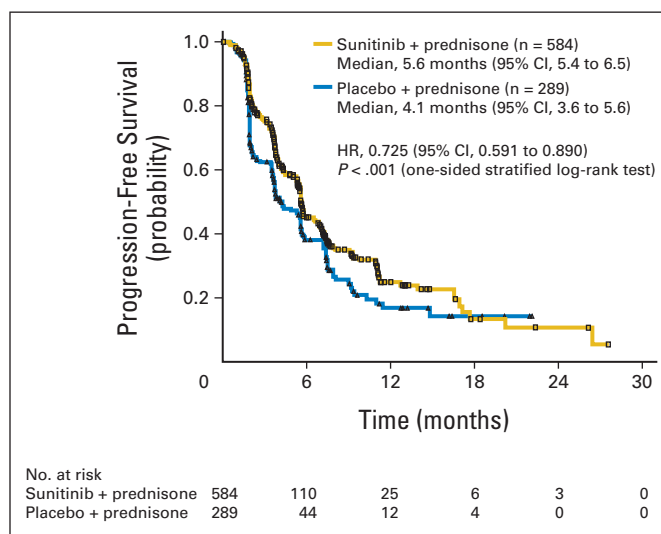 Sunitinib + prednisone (n = 584)
Median, 5.6 months (95% CI, 5.4 to 6.5)
Placebo + prednisone (n = 289)
Median, 4.1 months (95% CI, 3.6 to 5.6)
HR, 0.725 (95% CI, 0.591 to 0.890)
P < .001 (one-sided stratified log-rank test)
Progression-Free Survival
(probability)
1.0
0.8
0.6
0.4
0.2
0 6 12 18 24 30
Time (months)
No. at risk
Sunitinib + prednisone 584 110 25 6 3 0
Placebo + prednisone 289 44 12 4 0 0